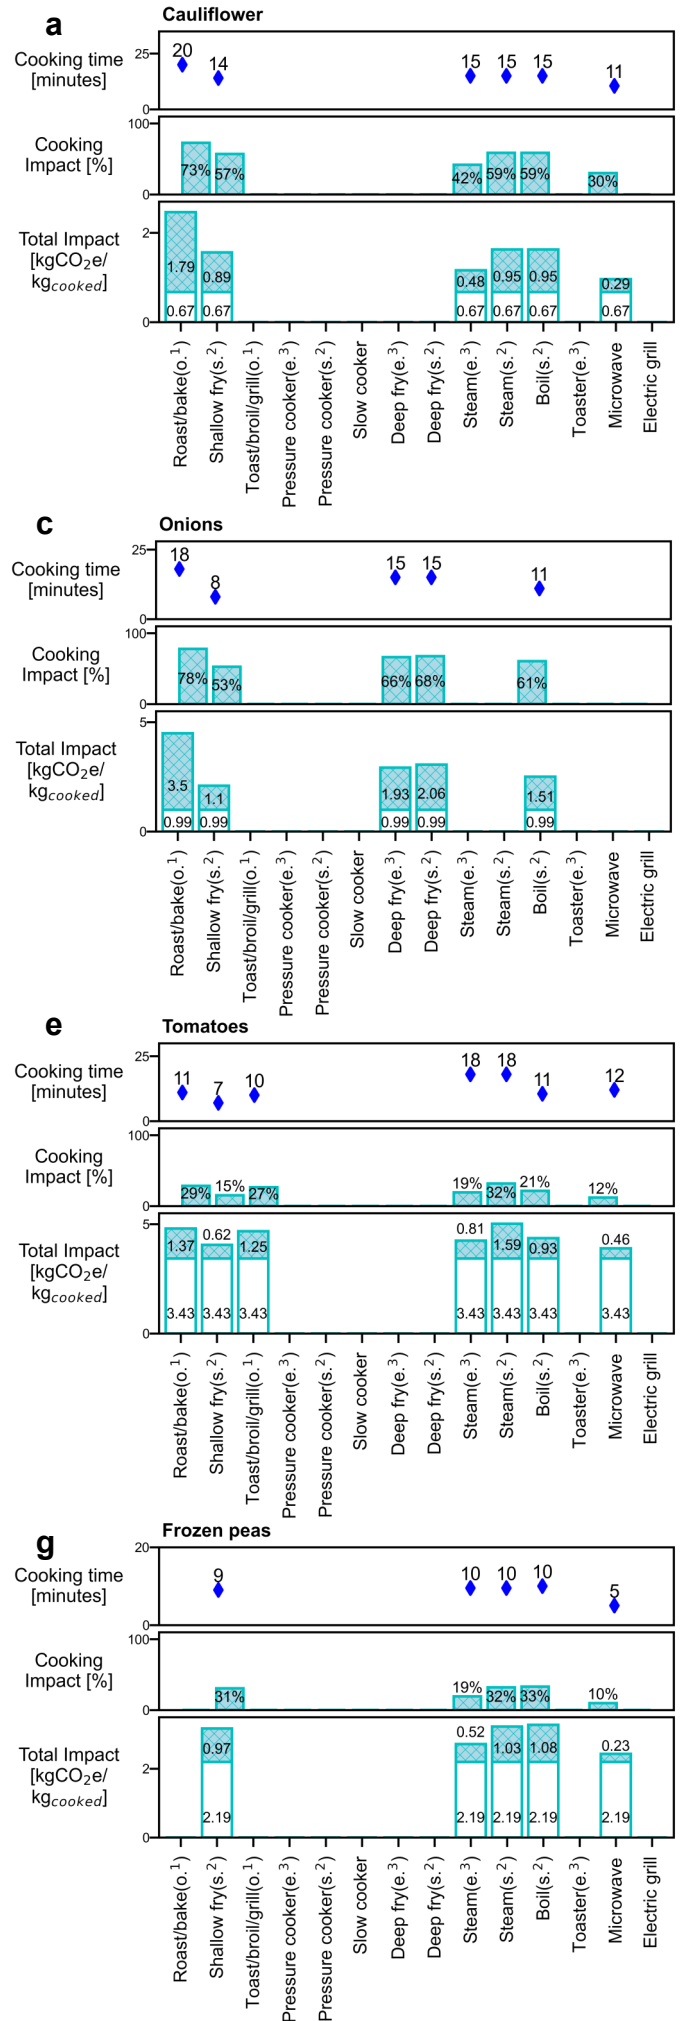 a
Cauliflower
Cooking time
[minutes]
25
0
20
14
15
15
15
11
Cooking
Impact [%]
100
0
73%
57%
42%
59%
59%
30%
Total Impact
[kgCO₂e/
kg_cooked]
2
0
1.79
0.89
0.48
0.95
0.95
0.29
0.67
0.67
0.67
0.67
0.67
0.67
Roast/bake(o.¹)
Shallow fry(s.²)
Toast/broil/grill(o.¹)
Pressure cooker(e.³)
Pressure cooker(s.²)
Slow cooker
Deep fry(e.³)
Deep fry(s.²)
Steam(e.³)
Steam(s.²)
Boil(s.²)
Toaster(e.³)
Microwave
Electric grill
c
Onions
Cooking time
[minutes]
25
0
18
8
15
15
11
Cooking
Impact [%]
100
0
78%
53%
66%
68%
61%
Total Impact
[kgCO₂e/
kg_cooked]
5
0
3.5
1.1
1.93
2.06
1.51
0.99
0.99
0.99
0.99
0.99
Roast/bake(o.¹)
Shallow fry(s.²)
Toast/broil/grill(o.¹)
Pressure cooker(e.³)
Pressure cooker(s.²)
Slow cooker
Deep fry(e.³)
Deep fry(s.²)
Steam(e.³)
Steam(s.²)
Boil(s.²)
Toaster(e.³)
Microwave
Electric grill
e
Tomatoes
Cooking time
[minutes]
25
0
11
7
10
18
18
11
12
Cooking
Impact [%]
100
0
29%
15%
27%
19%
32%
21%
12%
Total Impact
[kgCO₂e/
kg_cooked]
5
0
1.37
0.62
1.25
0.81
1.59
0.93
0.46
3.43
3.43
3.43
3.43
3.43
3.43
3.43
Roast/bake(o.¹)
Shallow fry(s.²)
Toast/broil/grill(o.¹)
Pressure cooker(e.³)
Pressure cooker(s.²)
Slow cooker
Deep fry(e.³)
Deep fry(s.²)
Steam(e.³)
Steam(s.²)
Boil(s.²)
Toaster(e.³)
Microwave
Electric grill
g
Frozen peas
Cooking time
[minutes]
20
0
9
10
10
10
5
Cooking
Impact [%]
100
0
31%
19%
32%
33%
10%
Total Impact
[kgCO₂e/
kg_cooked]
2
0
0.97
0.52
1.03
1.08
0.23
2.19
2.19
2.19
2.19
2.19
Roast/bake(o.¹)
Shallow fry(s.²)
Toast/broil/grill(o.¹)
Pressure cooker(e.³)
Pressure cooker(s.²)
Slow cooker
Deep fry(e.³)
Deep fry(s.²)
Steam(e.³)
Steam(s.²)
Boil(s.²)
Toaster(e.³)
Microwave
Electric grill